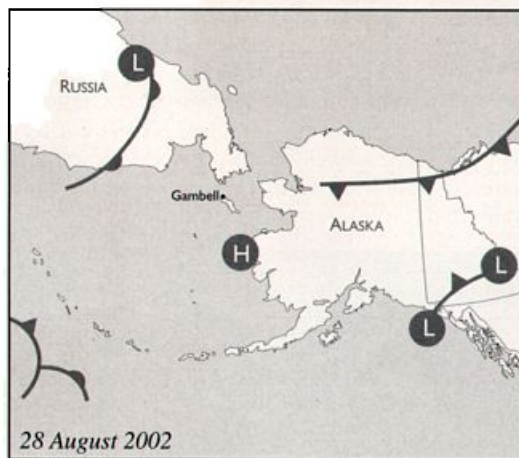 L
RUSSIA
Gambell
ALASKA
H
L
L
28 August 2002